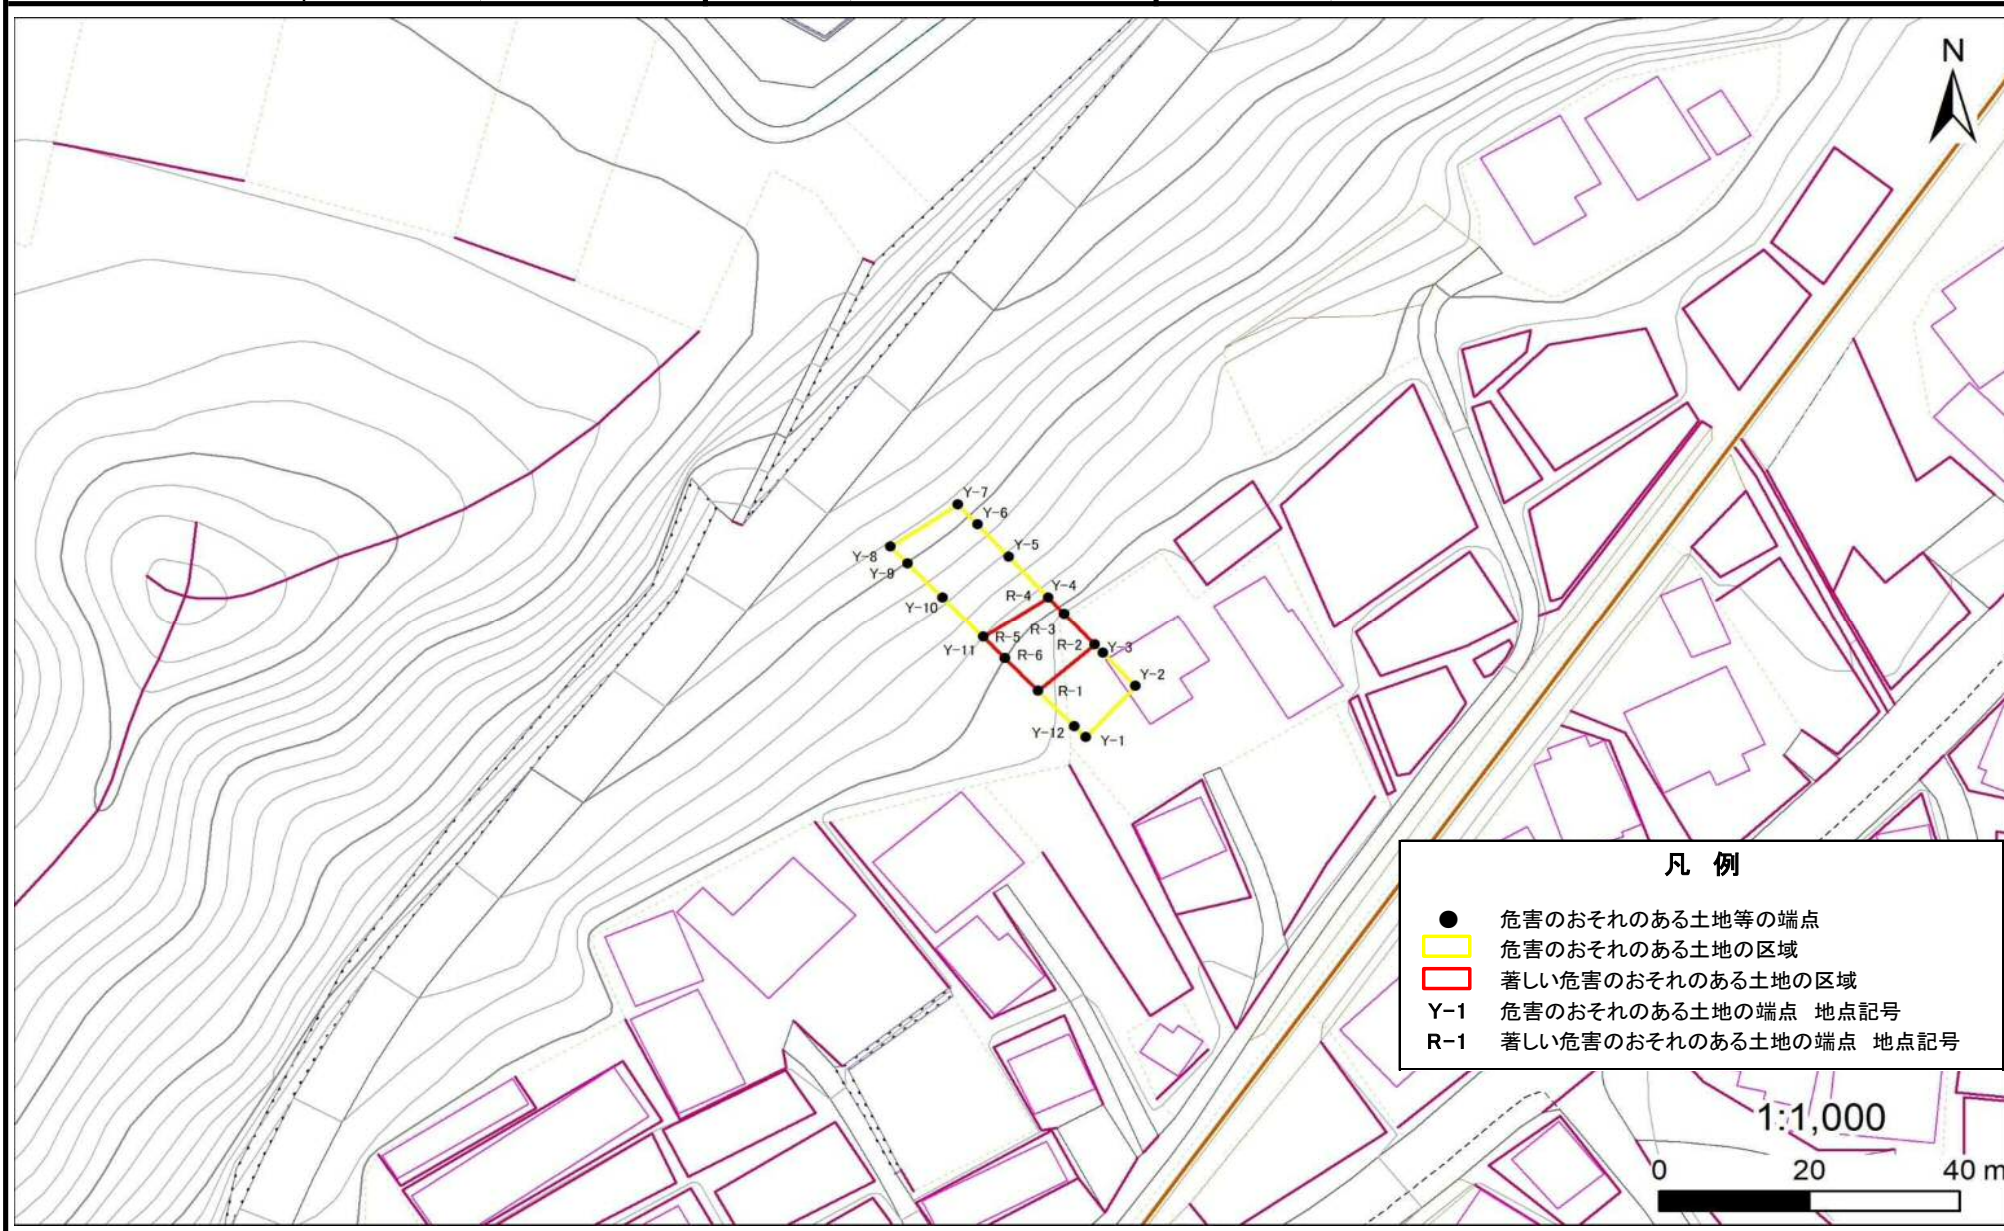 N
Y-7
Y-6
Y-8
Y-5
Y-9
Y-4
R-4
Y-10
R-3
R-5
R-2
Y-3
Y-11
R-6
Y-2
R-1
Y-12
Y-1
凡 例
● 危害のおそれのある土地等の端点
危害のおそれのある土地の区域
著しい危害のおそれのある土地の区域
Y-1 危害のおそれのある土地の端点 地点記号
R-1 著しい危害のおそれのある土地の端点 地点記号
1:1,000
0 20 40 m